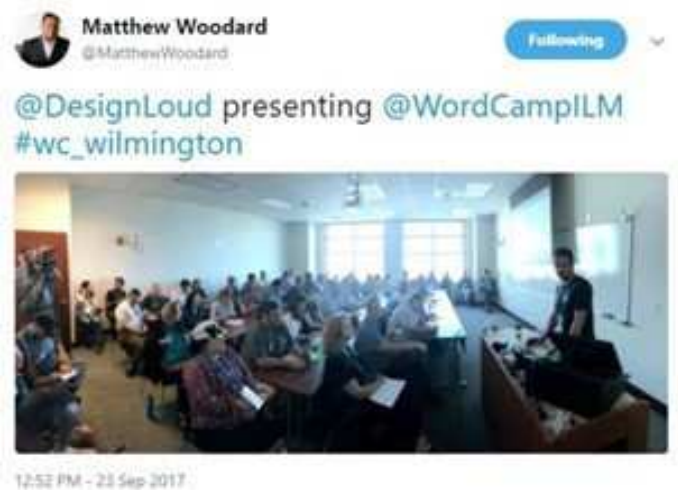 Matthew Woodard
@MatthewWoodard
Following
@DesignLoud presenting @WordCampILM
#wc_wilmington
12:52 PM - 23 Sep 2017